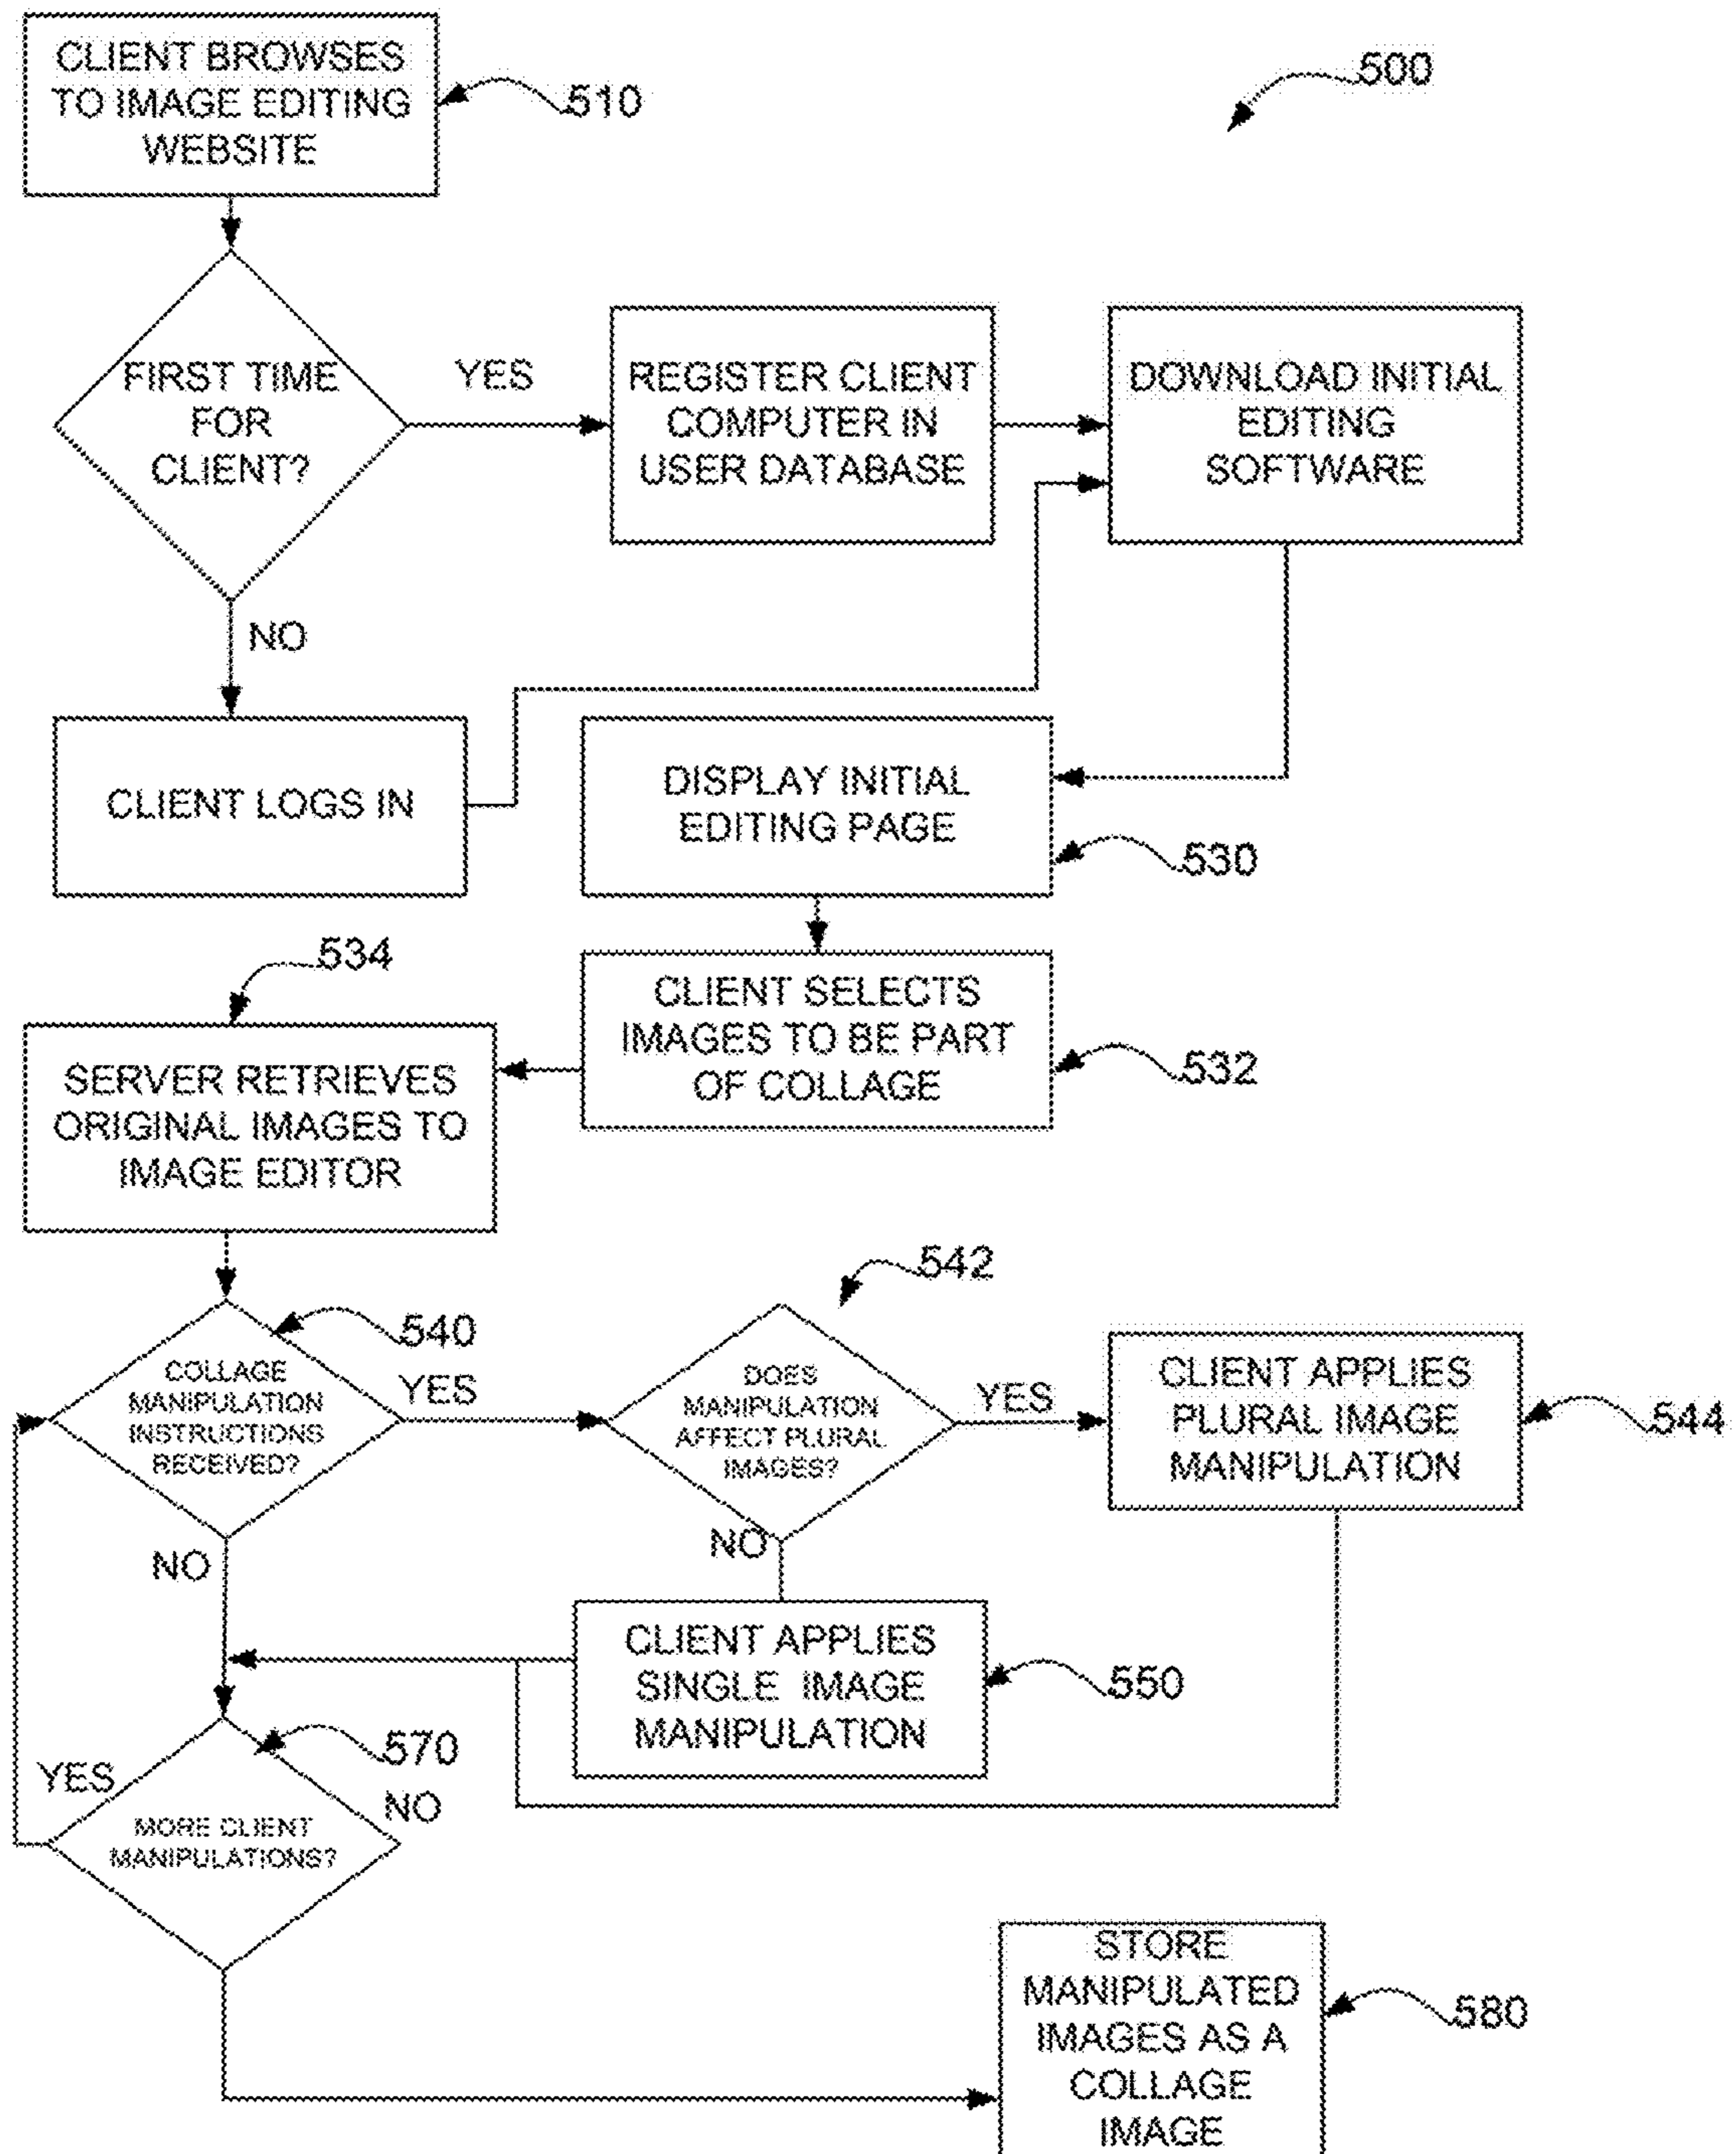 CLIENT BROWSES
TO IMAGE EDITING
WEBSITE
510
500
FIRST TIME
FOR
CLIENT?
YES
REGISTER CLIENT
COMPUTER IN
USER DATABASE
DOWNLOAD INITIAL
EDITING
SOFTWARE
NO
CLIENT LOGS IN
DISPLAY INITIAL
EDITING PAGE
530
CLIENT SELECTS
IMAGES TO BE PART
OF COLLAGE
532
534
SERVER RETRIEVES
ORIGINAL IMAGES TO
IMAGE EDITOR
540
COLLAGE
MANIPULATION
INSTRUCTIONS
RECEIVED?
YES
542
DOES
MANIPULATION
AFFECT PLURAL
IMAGES?
YES
CLIENT APPLIES
PLURAL IMAGE
MANIPULATION
544
NO
NO
CLIENT APPLIES
SINGLE IMAGE
MANIPULATION
550
570
YES
NO
MORE CLIENT
MANIPULATIONS?
STORE
MANIPULATED
IMAGES AS A
COLLAGE
IMAGE
580